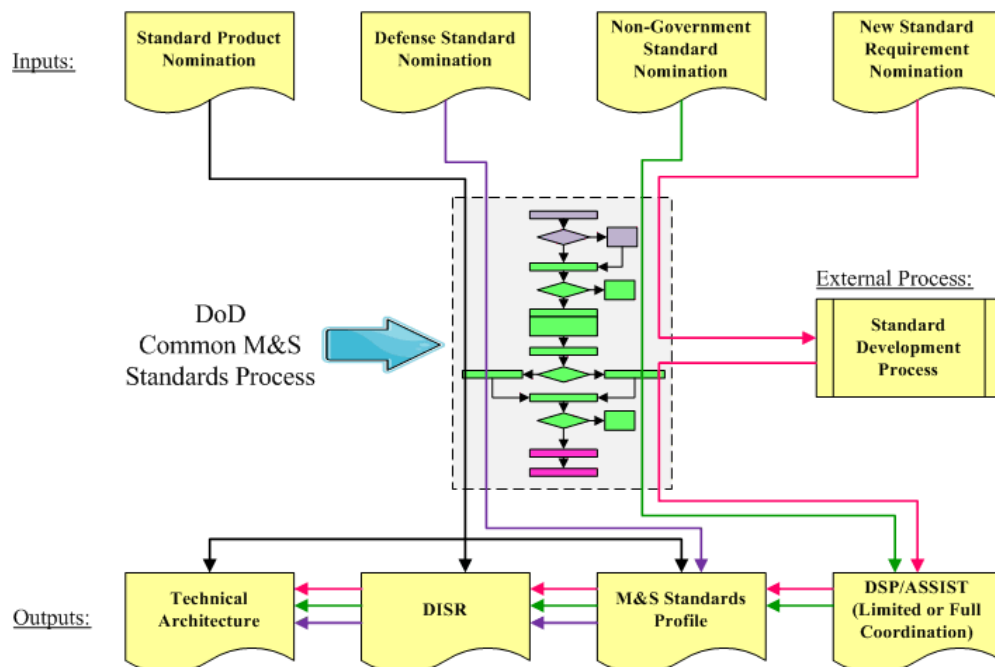 Inputs:
Standard Product
Nomination
Defense Standard
Nomination
Non-Government
Standard
Nomination
New Standard
Requirement
Nomination
DoD
Common M&S
Standards Process
External Process:
Standard
Development
Process
Outputs:
Technical
Architecture
DISR
M&S Standards
Profile
DSP/ASSIST
(Limited or Full
Coordination)